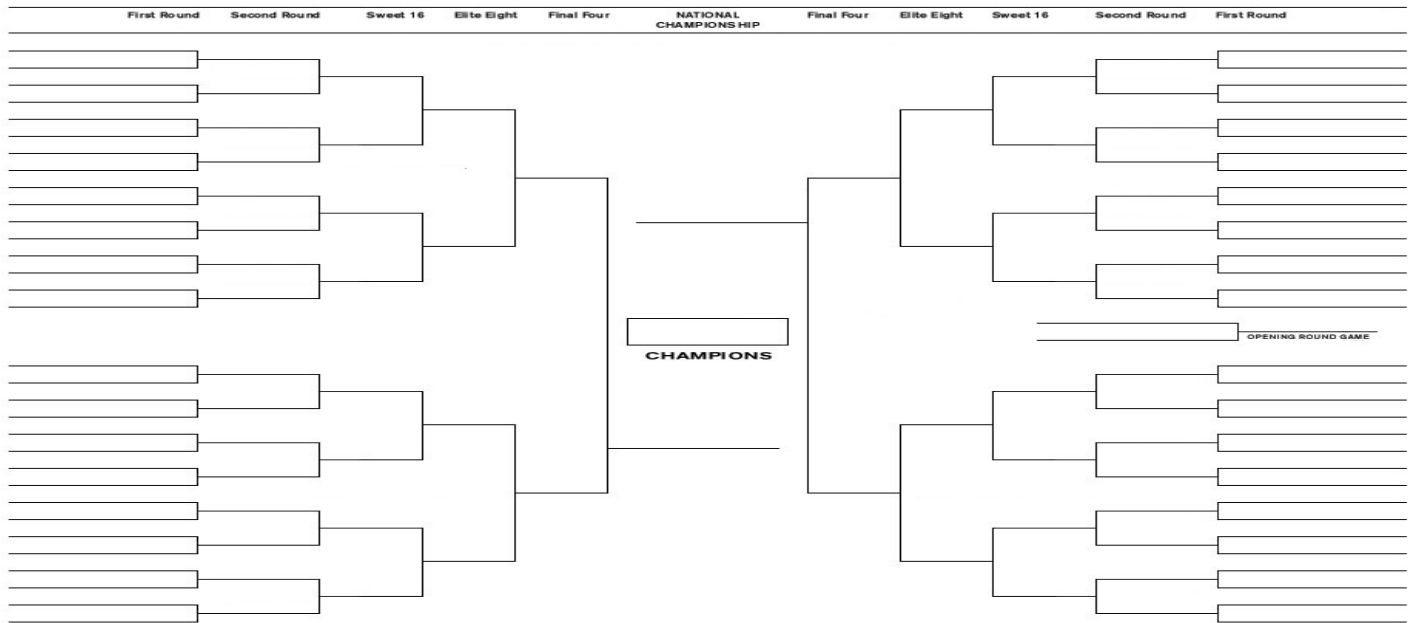 First Round Second Round Sweet 16 Elite Eight Final Four NATIONAL CHAMPIONSHIP Final Four Elite Eight Sweet 16 Second Round First Round
OPENING ROUND GAME
CHAMPIONS